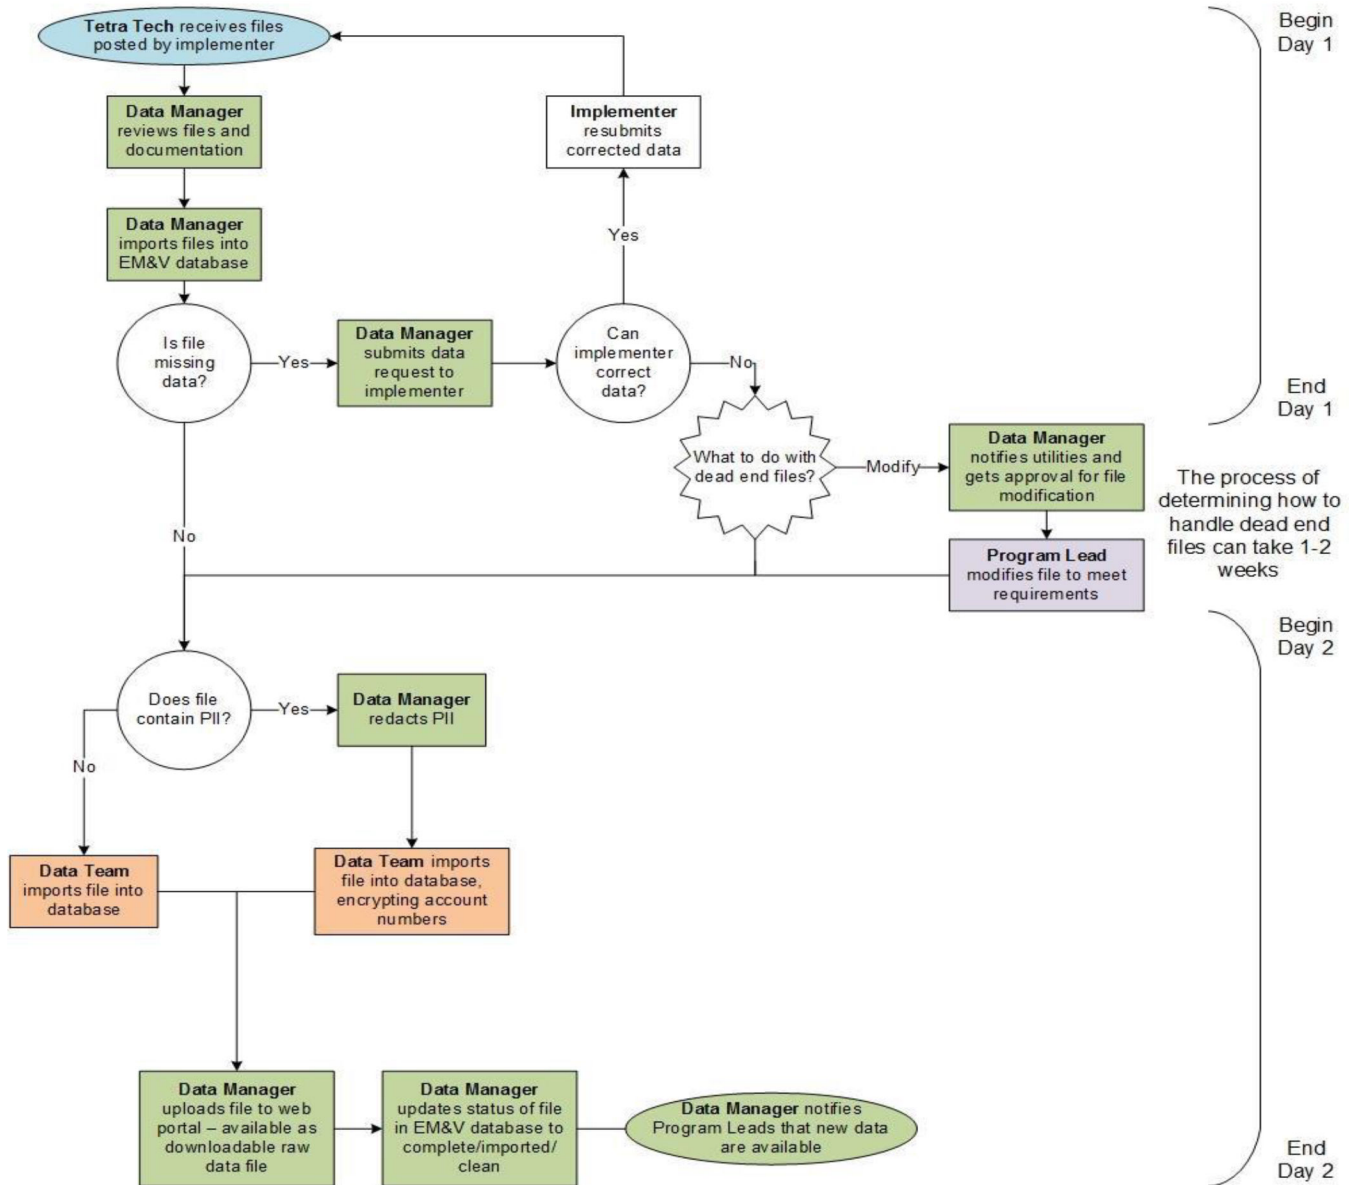 Tetra Tech receives files
posted by implementer
Begin
Day 1
Data Manager
reviews files and
documentation
Implementer
resubmits
corrected data
Data Manager
imports files into
EM&V database
Yes
Is file
missing
data?
Yes
Data Manager
submits data
request to
implementer
Can
implementer
correct
data?
No
End
Day 1
What to do with
dead end files?
Modify
Data Manager
notifies utilities and
gets approval for file
modification
The process of
determining how to
handle dead end
files can take 1-2
weeks
No
Program Lead
modifies file to meet
requirements
Begin
Day 2
Does file
contain PII?
Yes
Data Manager
redacts PII
No
Data Team
imports file into
database
Data Team imports
file into database,
encrypting account
numbers
Data Manager
uploads file to web
portal – available as
downloadable raw
data file
Data Manager
updates status of file
in EM&V database to
complete/imported/
clean
Data Manager notifies
Program Leads that new data
are available
End
Day 2